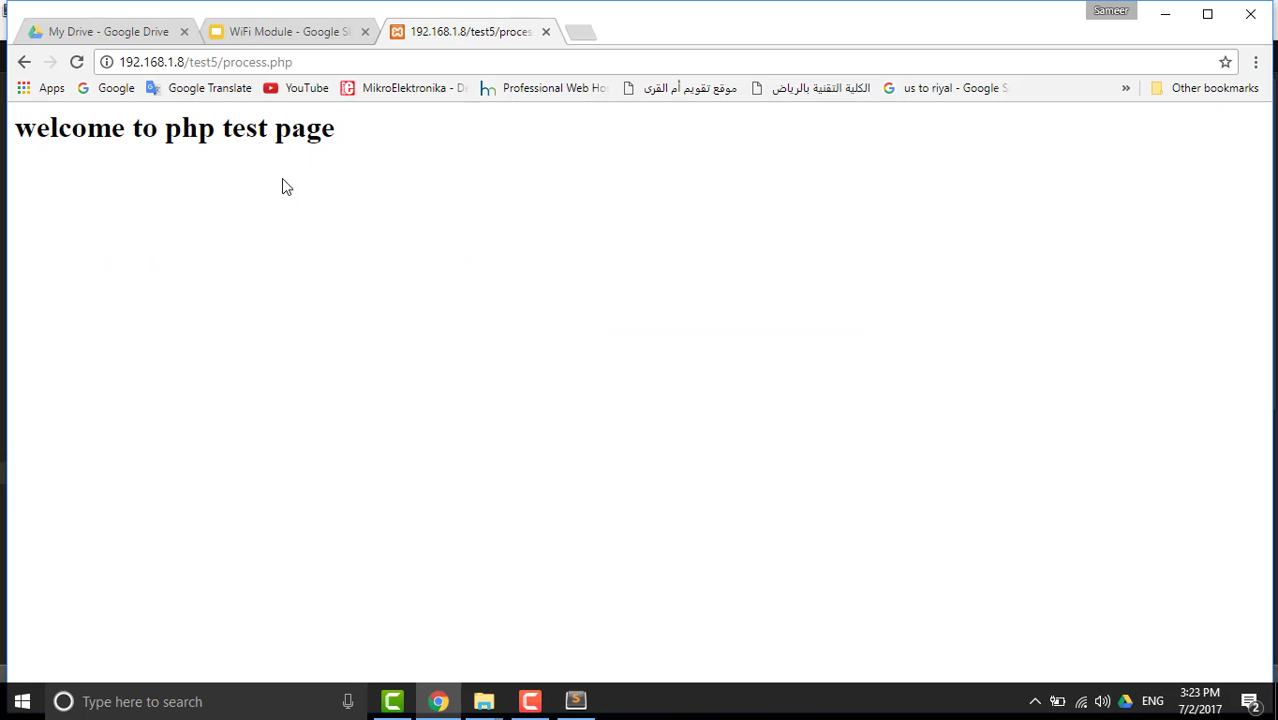 Sameer
My Drive - Google Drive
WiFi Module - Google Sl
192.168.1.8/test5/proces
192.168.1.8/test5/process.php
Apps
Google
Google Translate
YouTube
MikroElektronika - D
Professional Web Ho
موقع تقويم أم القرى
الكلية التقنية بالرياض
us to riyal - Google S
Other bookmarks
welcome to php test page
Type here to search
ENG
3:23 PM
7/2/2017
2